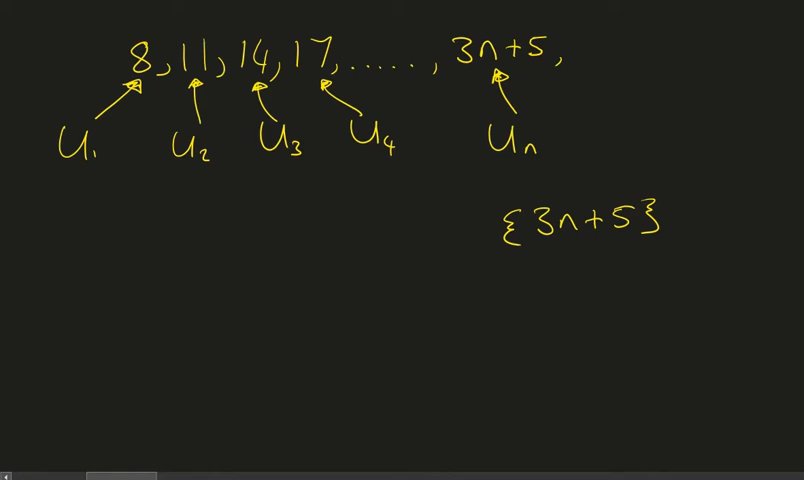 8, 11, 14, 17, ....., 3n+5,
U₁ U₂ U₃ U₄ Uₙ
{3n+5}